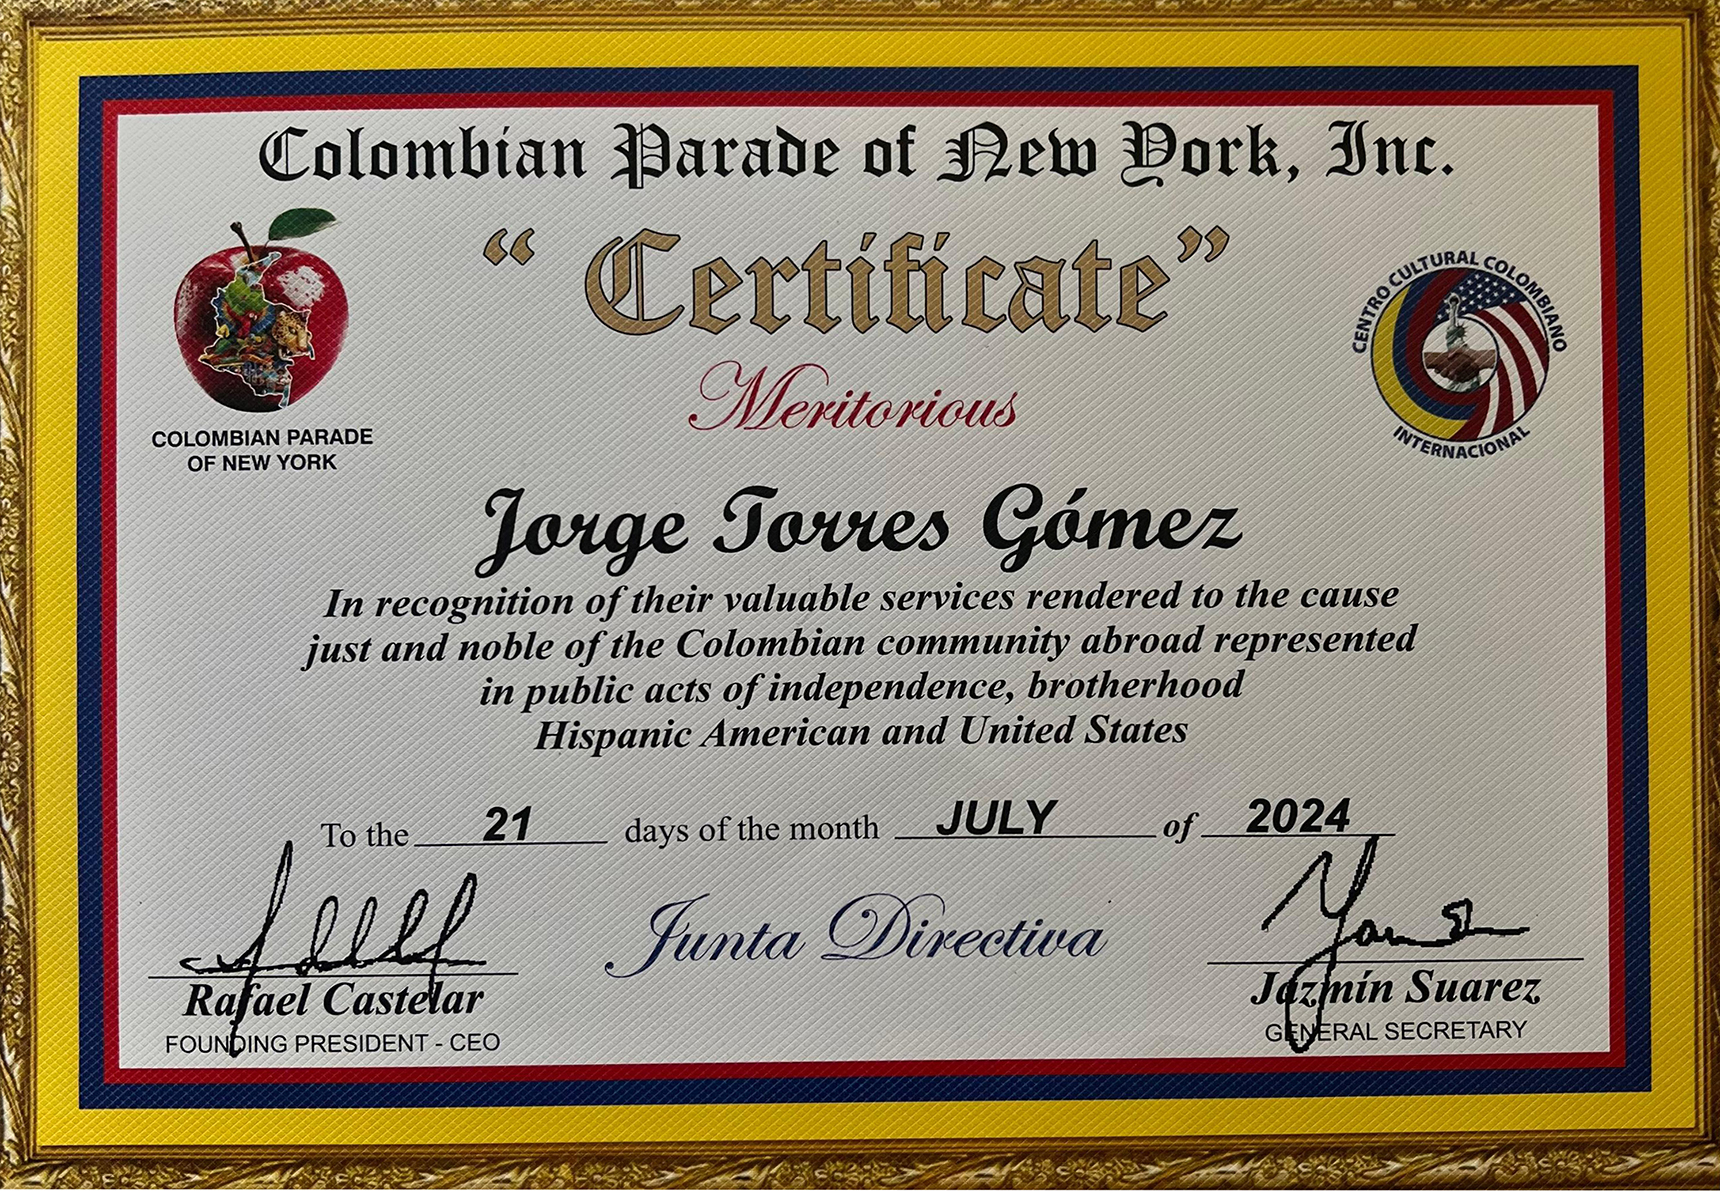 Colombian Parade of New York, Inc.
“ Certificate”
Meritorious
COLOMBIAN PARADE
OF NEW YORK
CENTRO CULTURAL COLOMBIANO
INTERNACIONAL
Jorge Torres Gómez
In recognition of their valuable services rendered to the cause
just and noble of the Colombian community abroad represented
in public acts of independence, brotherhood
Hispanic American and United States
To the 21 days of the month JULY of 2024
Junta Directiva
Rafael Castelar
FOUNDING PRESIDENT - CEO
Jazmín Suarez
GENERAL SECRETARY